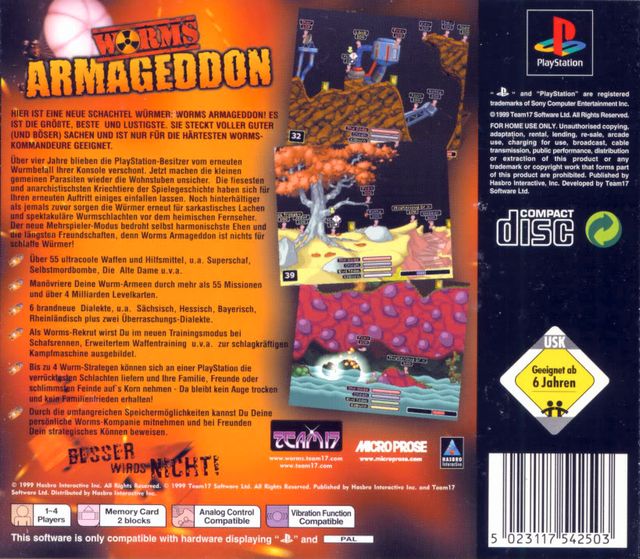 WORMS
ARMAGEDDON
HIER IST EINE NEUE SCHACHTEL WÜRMER: WORMS ARMAGEDDON! ES
IST DIE GRÖßTE, BESTE UND LUSTIGSTE. SIE STECKT VOLLER GUTER
(UND BÖSER) SACHEN UND IST NUR FÜR DIE HÄRTESTEN WORMS-
KOMMANDEURE GEEIGNET.
Über vier Jahre blieben die PlayStation-Besitzer vom erneuten
Wurmbefall Ihrer Konsole verschont. Jetzt machen die kleinen
gemeinen Parasiten wieder die Wohnstuben unsicher. Die fiesesten
und anarchistischsten Kriechtiere der Spielegeschichte haben sich für
Ihren erneuten Auftritt einiges einfallen lassen. Noch hinterhältiger
als jemals zuvor sorgen die Würmer erneut für sarkastisches Lachen
und spektakuläre Wurmschlachten vor dem heimischen Fernseher.
Der neue Mehrspieler-Modus bedroht selbst harmonischste Ehen und
die längsten Freundschaften, denn Worms Armageddon ist nichts für
schlaffe Würmer!
Über 55 ultracoole Waffen und Hilfsmittel, u.a. Superschaf,
Selbstmordbombe, Die Alte Dame u.v.a.
Manövriere Deine Wurm-Armeen durch mehr als 55 Missionen
und über 4 Milliarden Levelkarten.
6 brandneue Dialekte, u.a. Sächsisch, Hessisch, Bayerisch,
Rheinländisch plus zwei Überraschungs-Dialekte.
Als Worms-Rekrut wirst Du im neuen Trainingsmodus bei
Schafsrennen, Erweitertem Waffentraining u.v.a. zur schlagkräftigen
Kampfmaschine ausgebildet.
Bis zu 4 Wurm-Strategen können sich an einer PlayStation die
verrücktesten Schlachten liefern und Ihre Familie, Freunde oder
schlimmsten Feinde auf's Korn nehmen - Da bleibt kein Auge trocken
und kein Familienfrieden erhalten!
Durch die umfangreichen Speichermöglichkeiten kannst Du Deine
persönliche Worms-Kompanie mitnehmen und bei Freunden
Dein strategisches Können beweisen.
BESSER WIRDS NICHT!
32
39
TEAM17
www.worms.team17.com
www.team17.com
MICROPROSE
www.microprose.com
HASBRO
Interactive
© 1999 Hasbro Interactive Inc. All Rights Reserved. © 1999 Team17 Software Ltd. All Rights Reserved. Published by Hasbro Interactive Inc. and Team17
Software Ltd. Distributed by Hasbro Interactive Inc.
1-4
Players
Memory Card
2 blocks
Analog Control
Compatible
Vibration Function
Compatible
This software is only compatible with hardware displaying "PS" and PAL
PlayStation
"PS" and "PlayStation" are registered
trademarks of Sony Computer Entertainment Inc.
© 1999 Team17 Software Ltd. All Rights Reserved.
FOR HOME USE ONLY. Unauthorised copying,
adaptation, rental, lending, re-sale, arcade
use, charging for use, broadcast, cable
transmission, public performance, distribution
or extraction of this product or any
trademark or copyright work that forms part of
this product are prohibited. Published by
Hasbro Interactive, Inc. Developed by Team17
Software Ltd.
COMPACT
disc
USK
Geeignet ab
6 Jahren
5 023117 542503